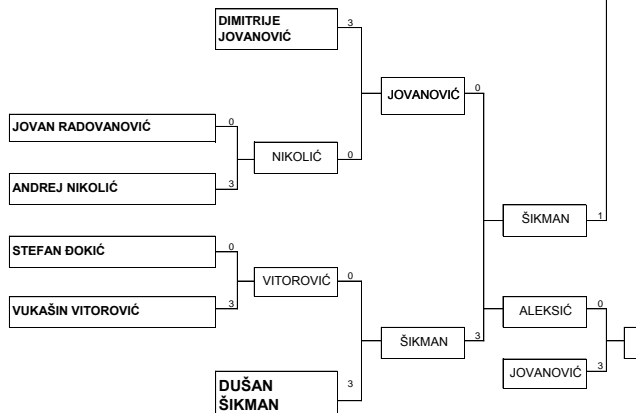 DIMITRIJE
JOVANOVIĆ
3
JOVANOVIĆ
0
JOVAN RADOVANOVIĆ
0
NIKOLIĆ
0
ANDREJ NIKOLIĆ
3
ŠIKMAN
1
STEFAN ĐOKIĆ
0
VITOROVIĆ
0
VUKAŠIN VITOROVIĆ
3
ALEKSIĆ
0
ŠIKMAN
3
JOVANOVIĆ
3
DUŠAN
ŠIKMAN
3